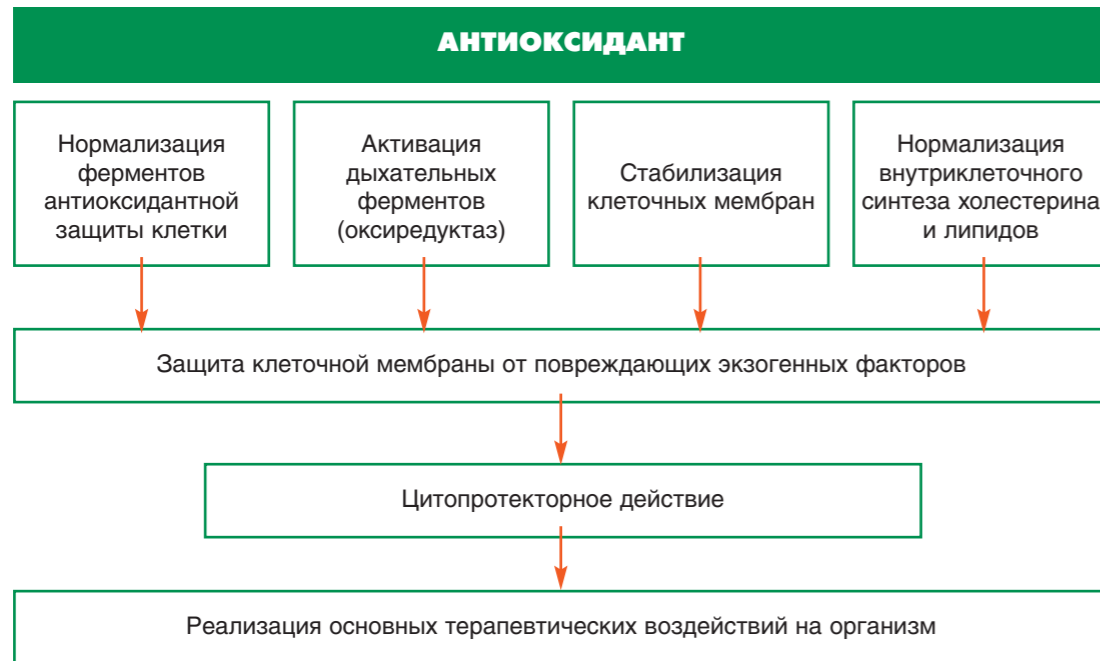 АНТИОКСИДАНТ
Нормализация
ферментов
антиоксидантной
защиты клетки
Активация
дыхательных
ферментов
(оксиредуктаз)
Стабилизация
клеточных мембран
Нормализация
внутриклеточного
синтеза холестерина
и липидов
Защита клеточной мембраны от повреждающих экзогенных факторов
Цитопротекторное действие
Реализация основных терапевтических воздействий на организм